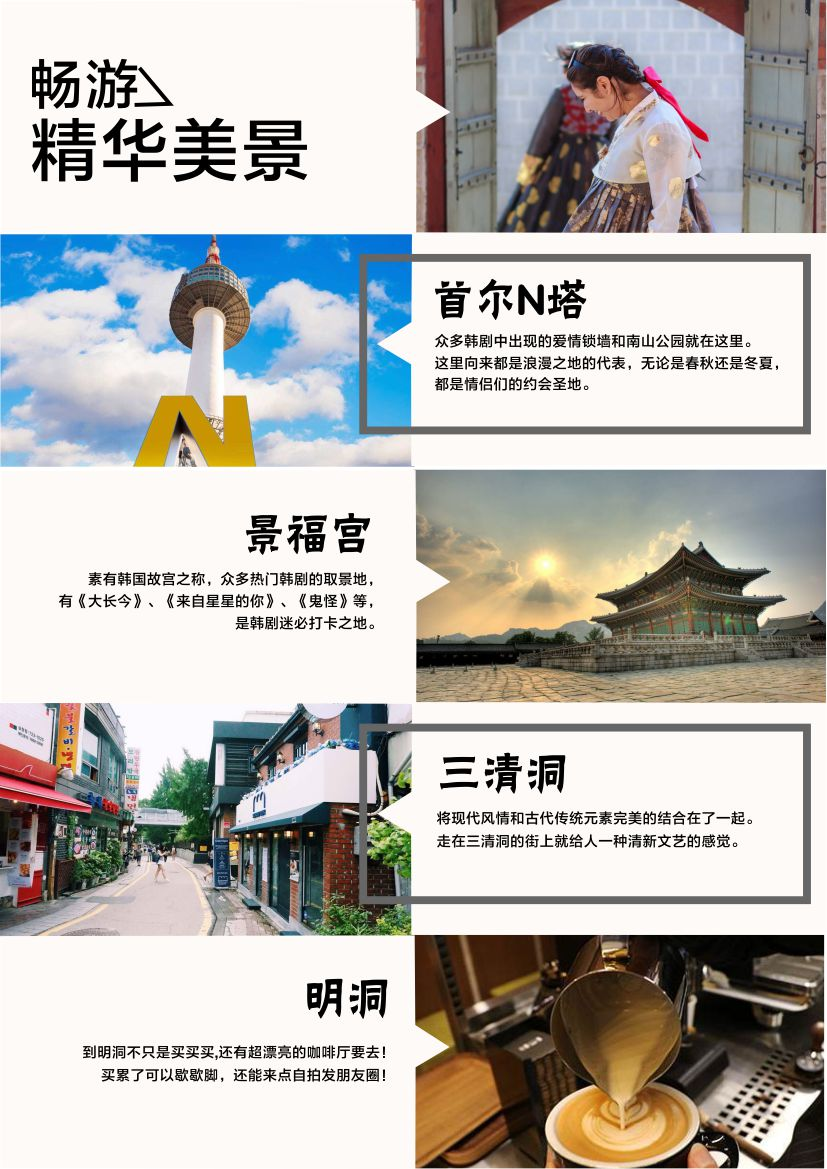 畅游
精华美景
首尔N塔
众多韩剧中出现的爱情锁墙和南山公园就在这里。
这里向来都是浪漫之地的代表，无论是春秋还是冬夏，
都是情侣们的约会圣地。
N
景福宫
素有韩国故宫之称，众多热门韩剧的取景地，
有《大长今》、《来自星星的你》、《鬼怪》等，
是韩剧迷必打卡之地。
三清洞
将现代风情和古代传统元素完美的结合在了一起。
走在三清洞的街上就给人一种清新文艺的感觉。
明洞
到明洞不只是买买买,还有超漂亮的咖啡厅要去！
买累了可以歇歇脚，还能来点自拍发朋友圈！